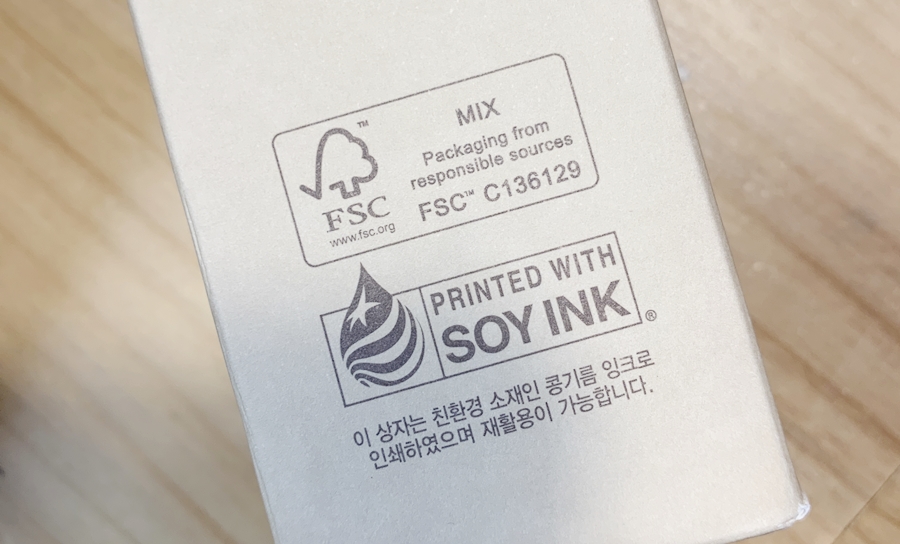 ™
FSC
www.fsc.org
MIX
Packaging from
responsible sources
FSC™ C136129
PRINTED WITH
SOY INK®
이 상자는 친환경 소재인 콩기름 잉크로
인쇄하였으며 재활용이 가능합니다.